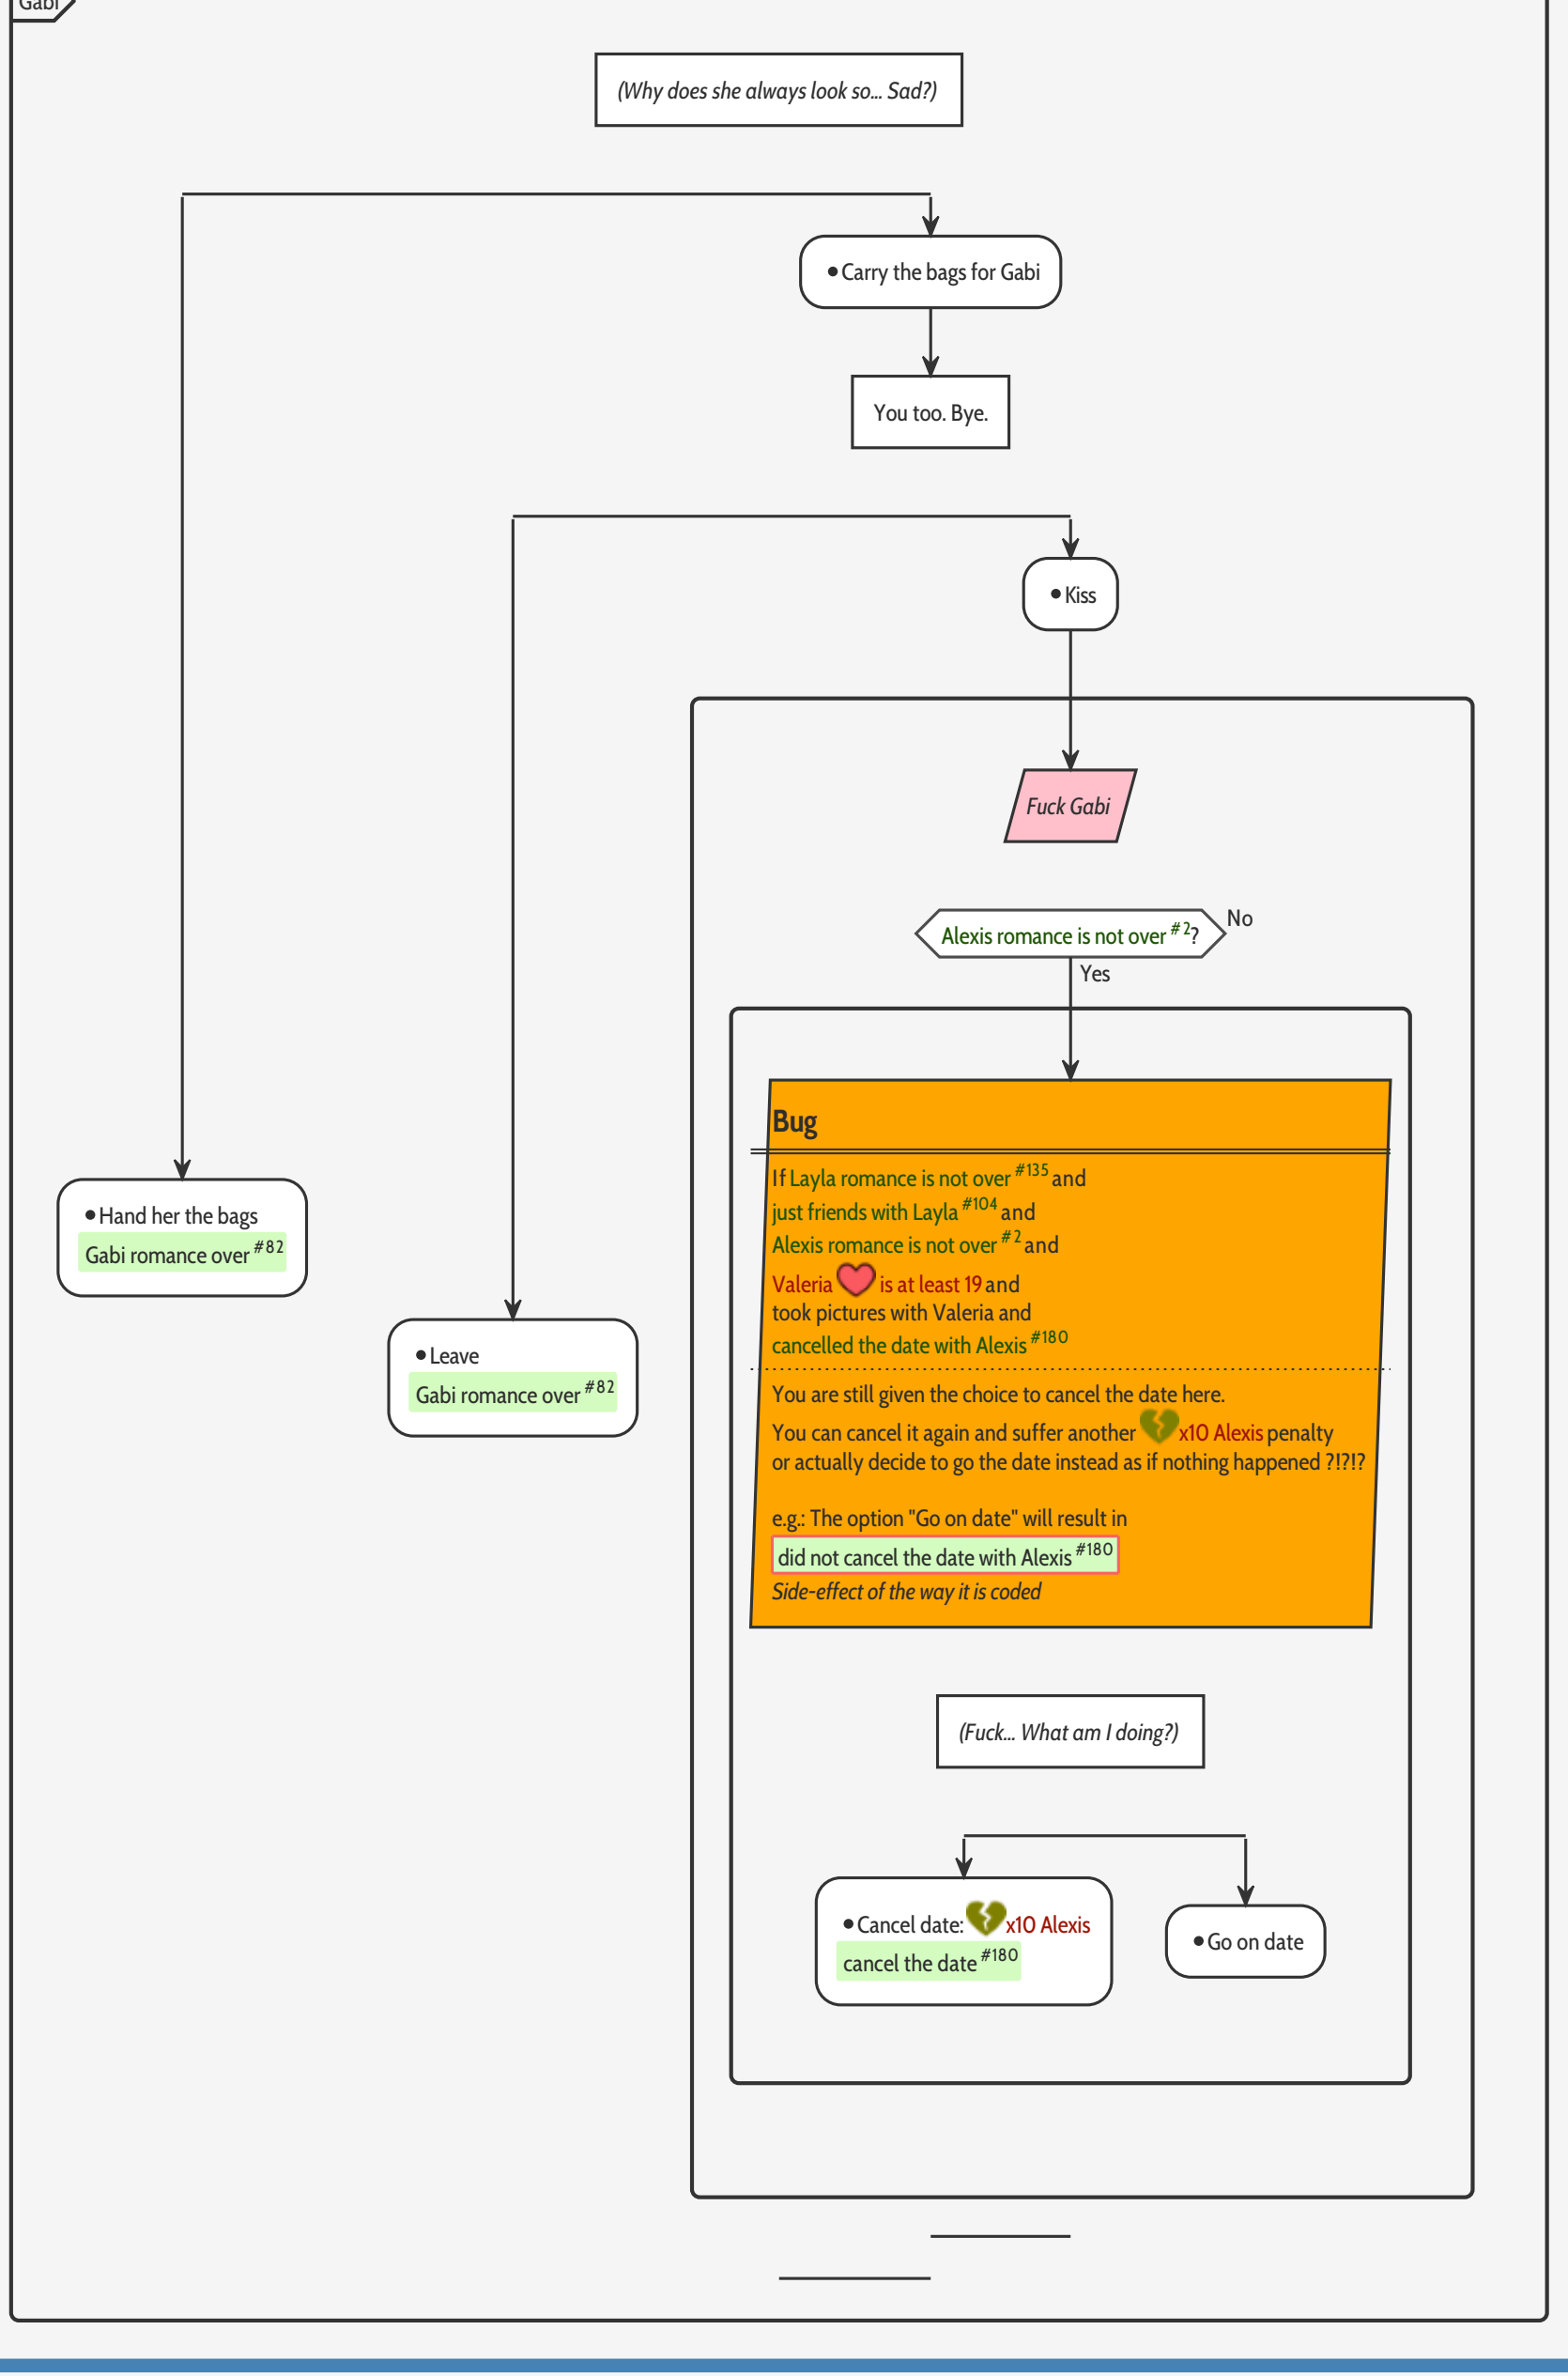 Gabi
(Why does she always look so... Sad?)
•Carry the bags for Gabi
You too. Bye.
•Kiss
Fuck Gabi
Alexis romance is not over #2?
No
Yes
Bug
If Layla romance is not over #135 and
just friends with Layla #104 and
Alexis romance is not over #2 and
Valeria is at least 19 and
took pictures with Valeria and
cancelled the date with Alexis #180
You are still given the choice to cancel the date here.
You can cancel it again and suffer another x10 Alexis penalty
or actually decide to go the date instead as if nothing happened ?!?!?
e.g.: The option "Go on date" will result in
did not cancel the date with Alexis #180
Side-effect of the way it is coded
•Hand her the bags
Gabi romance over #82
•Leave
Gabi romance over #82
(Fuck... What am I doing?)
•Cancel date: x10 Alexis
cancel the date #180
•Go on date